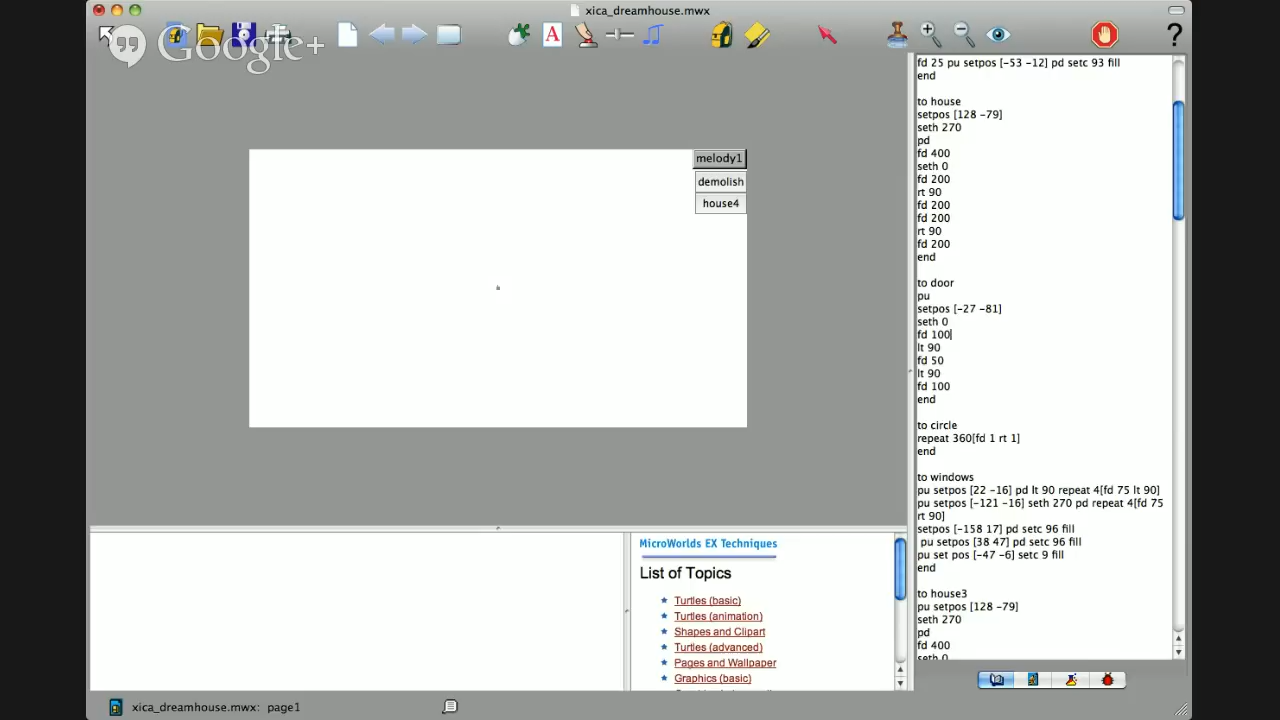 xica_dreamhouse.mwx
Google+
A
?
melody1
demolish
house4
fd 25 pu setpos [-53 -12] pd setc 93 fill
end
to house
setpos [128 -79]
seth 270
pd
fd 400
seth 0
fd 200
rt 90
fd 200
fd 200
rt 90
fd 200
end
to door
pu
setpos [-27 -81]
seth 0
fd 100
lt 90
fd 50
lt 90
fd 100
end
to circle
repeat 360[fd 1 rt 1]
end
to windows
pu setpos [22 -16] pd lt 90 repeat 4[fd 75 lt 90]
pu setpos [-121 -16] seth 270 pd repeat 4[fd 75
rt 90]
setpos [-158 17] pd setc 96 fill
pu setpos [38 47] pd setc 96 fill
pu set pos [-47 -6] setc 9 fill
end
to house3
pu setpos [128 -79]
seth 270
pd
fd 400
seth 0
MicroWorlds EX Techniques
List of Topics
Turtles (basic)
Turtles (animation)
Shapes and Clipart
Turtles (advanced)
Pages and Wallpaper
Graphics (basic)
xica_dreamhouse.mwx: page1